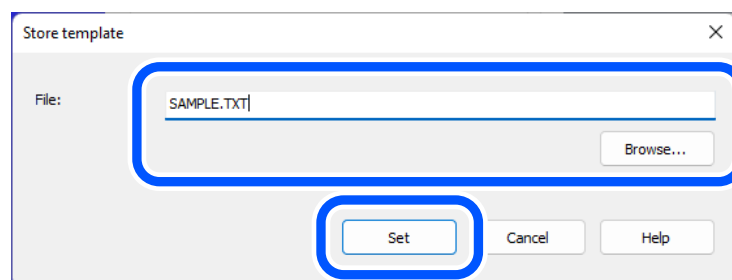 Store template
File:
SAMPLE.TXT
Browse...
Set
Cancel
Help